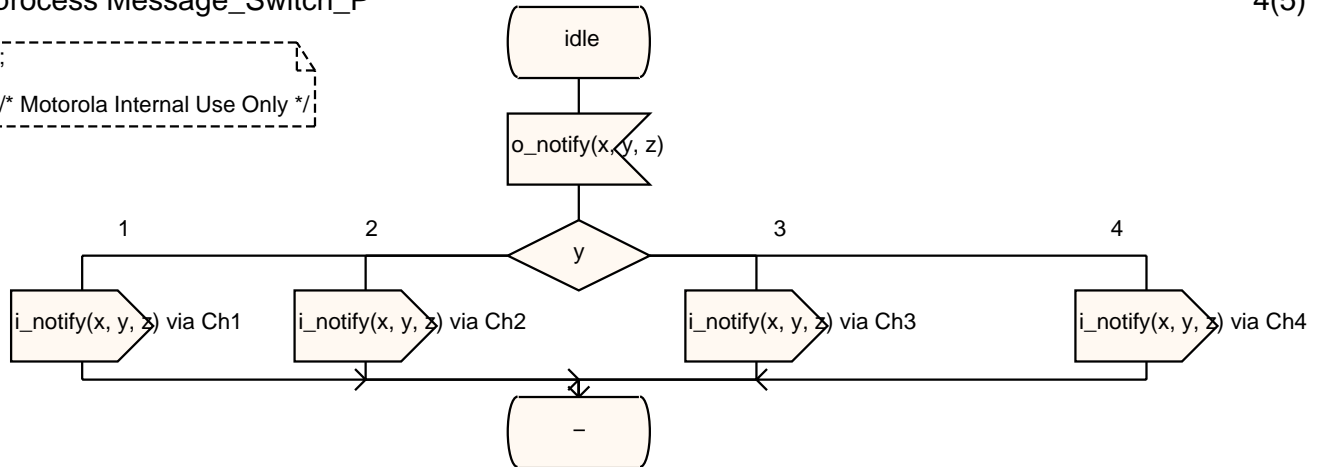 process Message_Switch_P
4(5)
;
/* Motorola Internal Use Only */
idle
o_notify(x, y, z)
y
1
2
3
4
i_notify(x, y, z) via Ch1
i_notify(x, y, z) via Ch2
i_notify(x, y, z) via Ch3
i_notify(x, y, z) via Ch4
–